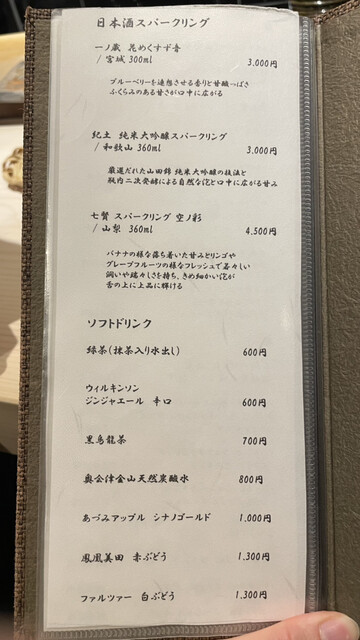 日本酒スパークリング
一ノ蔵 花めくすず音
/ 宮城 300ml 3,000円
ブルーベリーを連想させる香りと甘酸っぱさ
ふくらみのある甘さが口中に広がる
紀土 純米大吟醸スパークリング
/ 和歌山 360ml 3,000円
厳選だれた山田錦 純米大吟醸の技法と
瓶内二次発酵による自然な泡と口中に広がる甘み
七賢 スパークリング 空ノ彩
/ 山梨 360ml 4,500円
バナナの様な落ち着いた甘みとリンゴや
グレープフルーツの様なフレッシュで若々しい
潤いや瑞々しさを持ち、きめ細かい泡が
舌の上に上品に輝ける
ソフトドリンク
緑茶(抹茶入り水出し) 600円
ウィルキンソン
ジンジャエール 辛口 600円
黒烏龍茶 700円
奥会津金山天然炭酸水 800円
あづみアップル シナノゴールド 1,000円
鳳凰美田 赤ぶどう 1,300円
ファルツァー 白ぶどう 1,300円